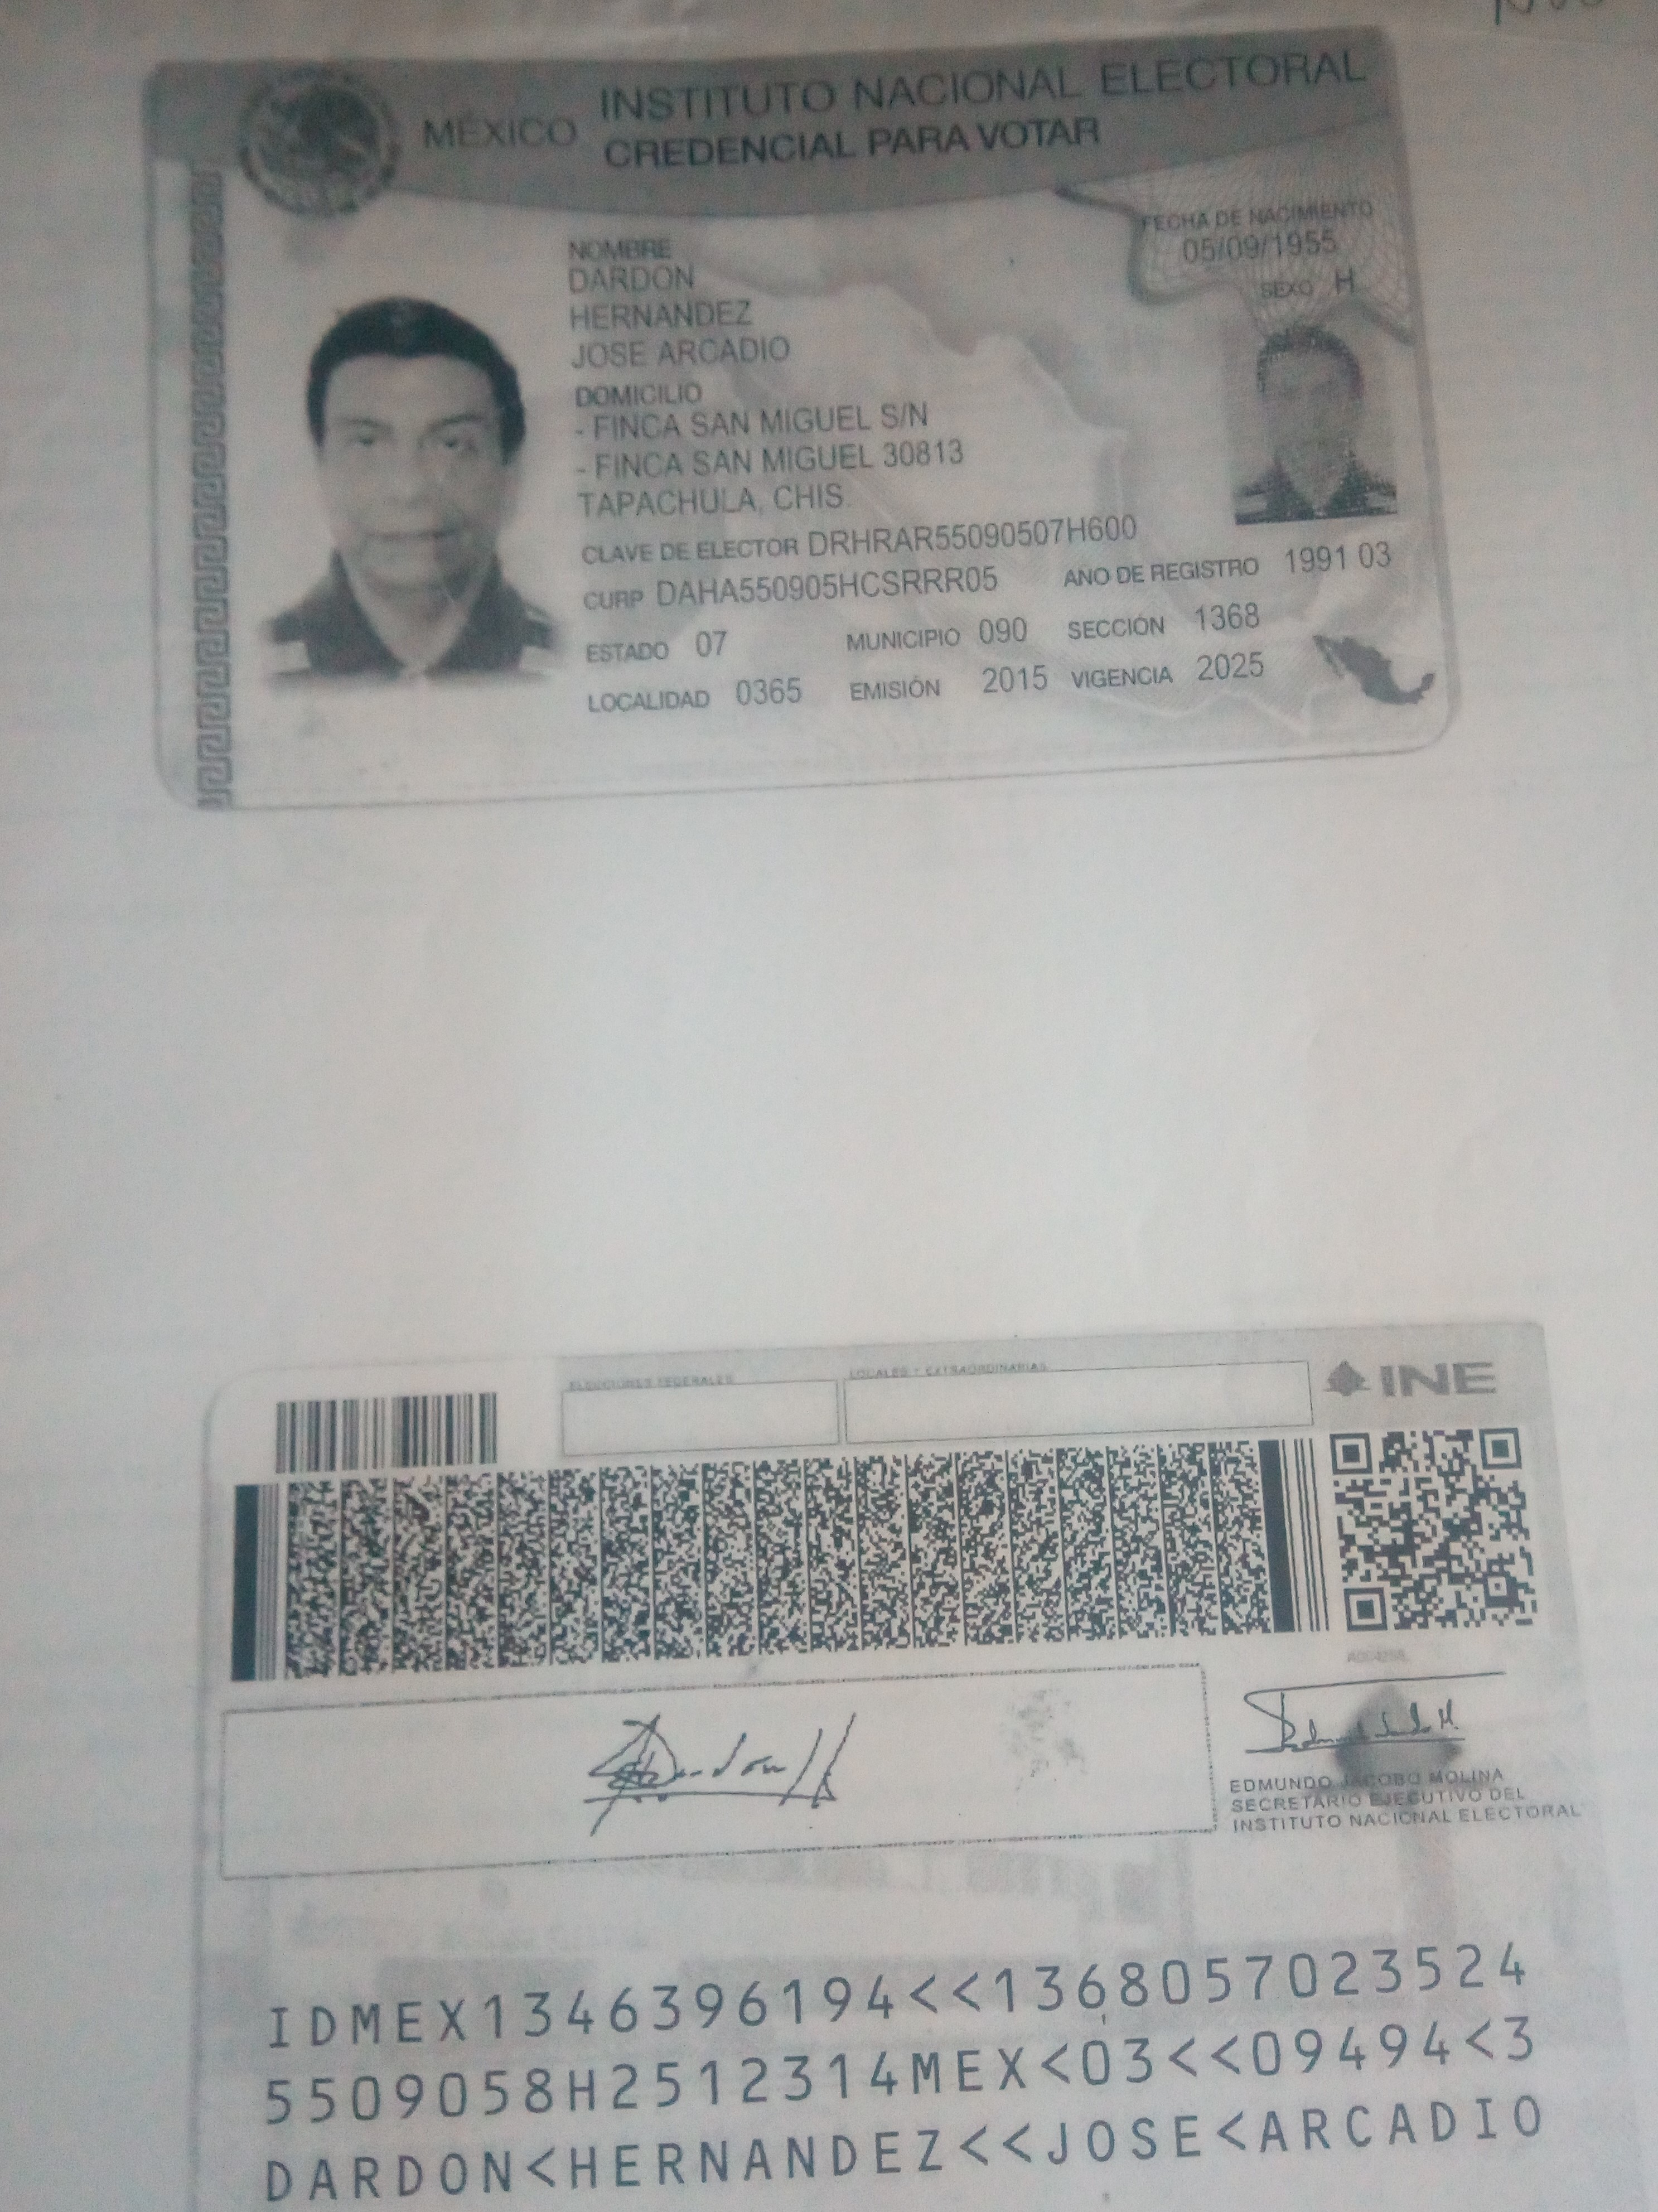 MÉXICO INSTITUTO NACIONAL ELECTORAL
CREDENCIAL PARA VOTAR
FECHA DE NACIMIENTO
05/09/1955
SEXO H
NOMBRE
DARDON
HERNANDEZ
JOSE ARCADIO
DOMICILIO
- FINCA SAN MIGUEL S/N
- FINCA SAN MIGUEL 30813
TAPACHULA, CHIS.
CLAVE DE ELECTOR DRHRAR55090507H600
CURP DAHA550905HCSRRR05 AÑO DE REGISTRO 1991 03
ESTADO 07 MUNICIPIO 090 SECCIÓN 1368
LOCALIDAD 0365 EMISIÓN 2015 VIGENCIA 2025
ELECCIONES FEDERALES LOCALES Y EXTRAORDINARIAS
INE
EDMUNDO JACOBO MOLINA
SECRETARIO EJECUTIVO DEL
INSTITUTO NACIONAL ELECTORAL
IDMEX1346396194<<1368057023524
5509058H2512314MEX<03<<09494<3
DARDON<HERNANDEZ<<JOSE<ARCADIO